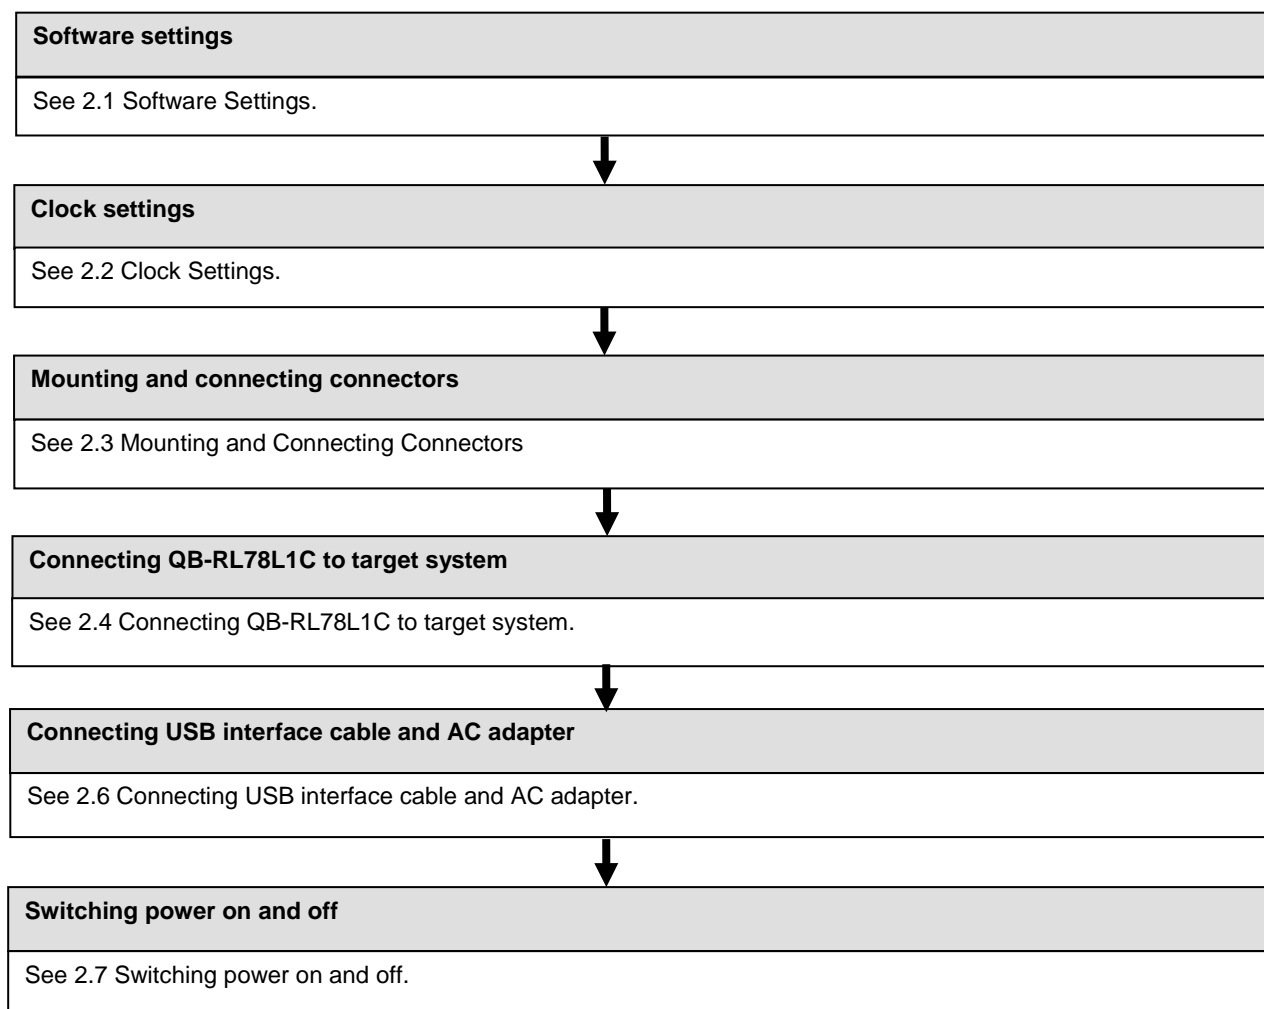 Software settings
See 2.1 Software Settings.
Clock settings
See 2.2 Clock Settings.
Mounting and connecting connectors
See 2.3 Mounting and Connecting Connectors
Connecting QB-RL78L1C to target system
See 2.4 Connecting QB-RL78L1C to target system.
Connecting USB interface cable and AC adapter
See 2.6 Connecting USB interface cable and AC adapter.
Switching power on and off
See 2.7 Switching power on and off.